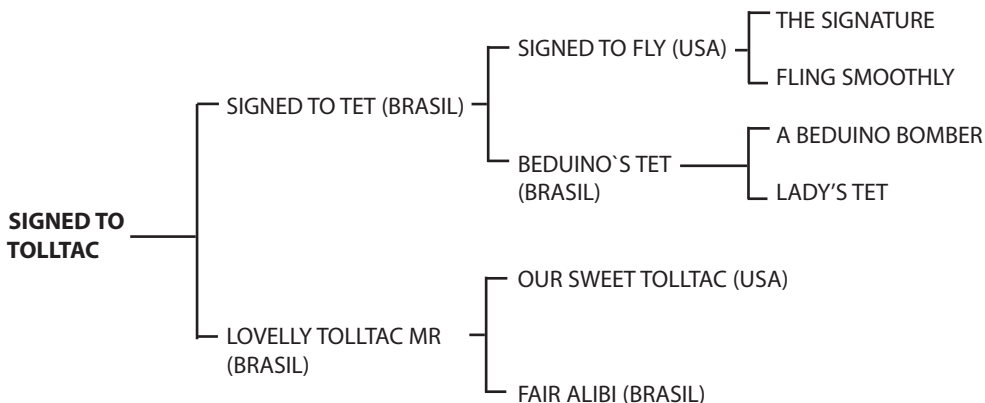 THE SIGNATURE
SIGNED TO FLY (USA)
FLING SMOOTHLY
SIGNED TO TET (BRASIL)
A BEDUINO BOMBER
BEDUINO`S TET
(BRASIL)
LADY’S TET
SIGNED TO
TOLLTAC
OUR SWEET TOLLTAC (USA)
LOVELLY TOLLTAC MR
(BRASIL)
FAIR ALIBI (BRASIL)